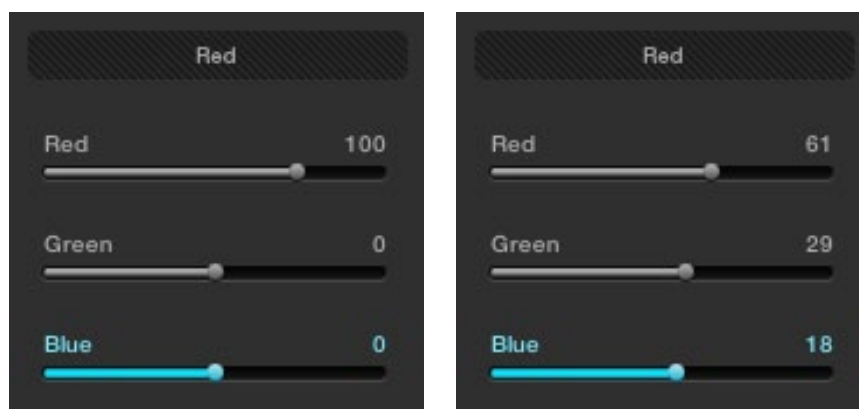 Red
Red 100
Green 0
Blue 0
Red
Red 61
Green 29
Blue 18